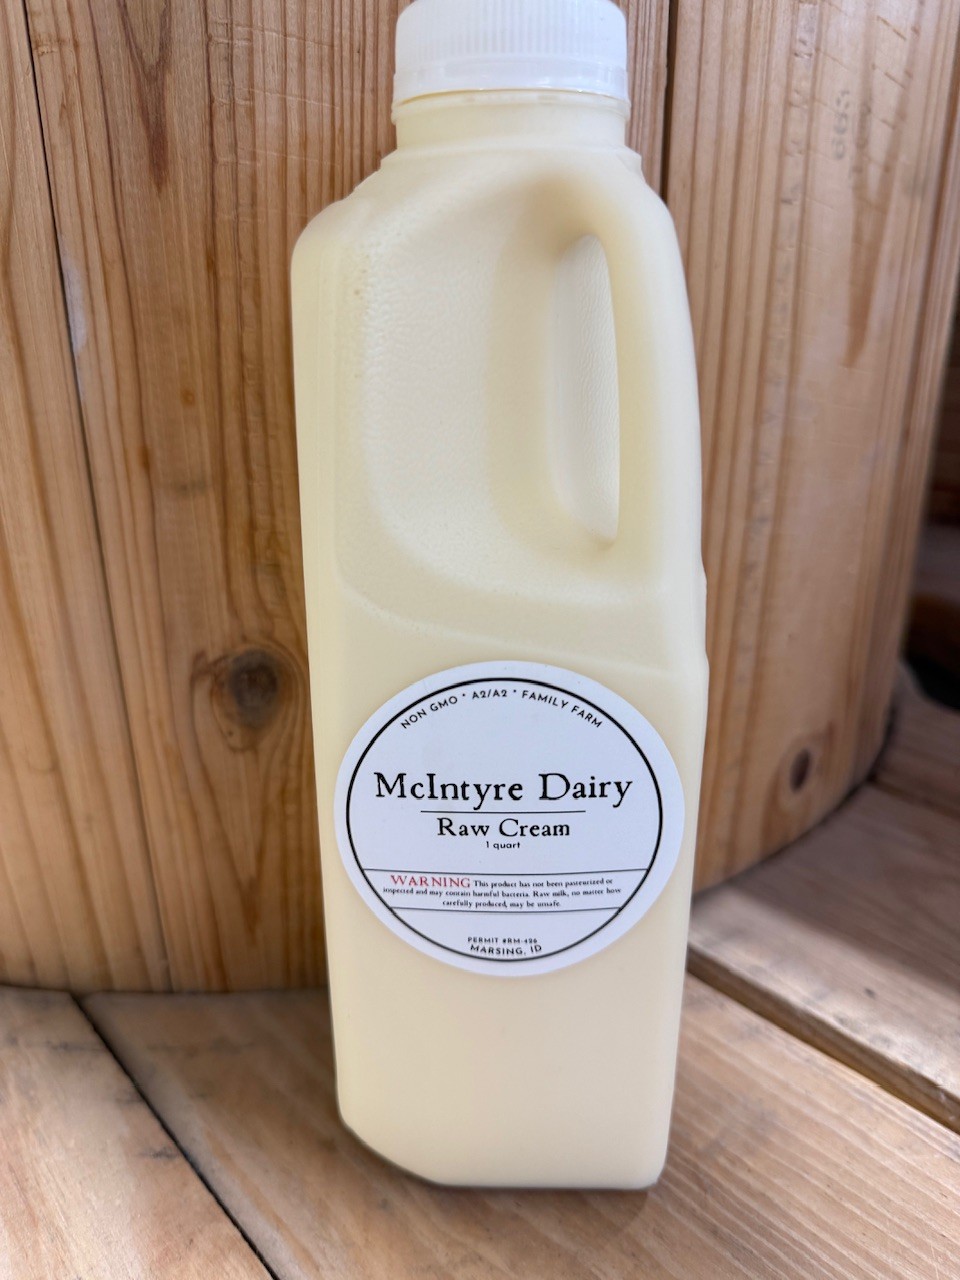 NON GMO * A2/A2 * FAMILY FARM
McIntyre Dairy
Raw Cream
1 quart
WARNING This product has not been pasteurized or
inspected and may contain harmful bacteria. Raw milk, no matter how
carefully produced, may be unsafe.
PERMIT #RM-426
MARSING, ID